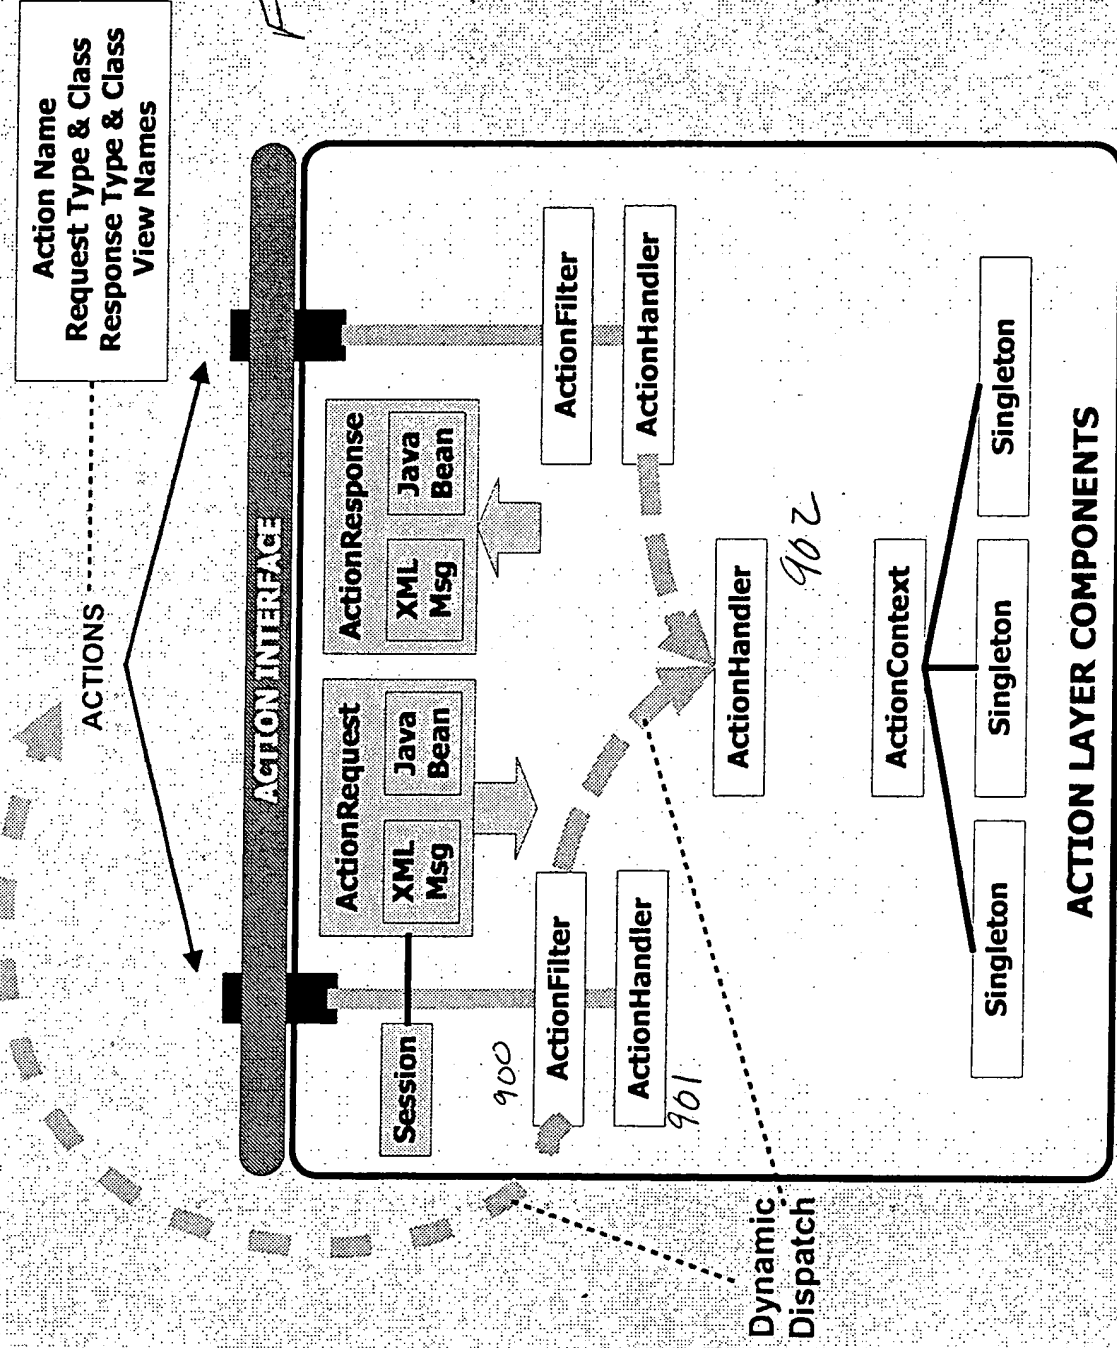 Action Name
Request Type & Class
Response Type & Class
View Names
ACTIONS
ACTION INTERFACE
Session
ActionRequest
XML
Msg
Java
Bean
ActionResponse
XML
Msg
Java
Bean
900
ActionFilter
ActionHandler
901
ActionFilter
ActionHandler
ActionHandler
902
Dynamic
Dispatch
ActionContext
Singleton
Singleton
Singleton
ACTION LAYER COMPONENTS